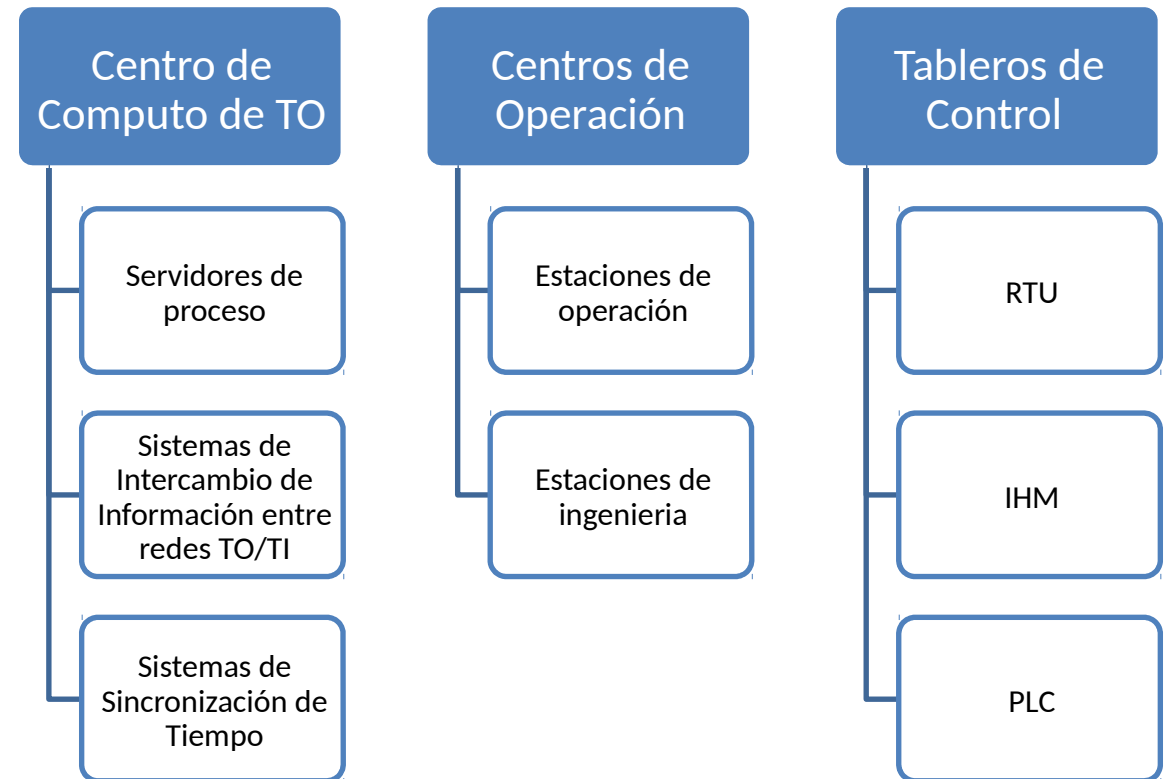 Centro de
Computo de TO
Servidores de
proceso
Sistemas de
Intercambio de
Información entre
redes TO/TI
Sistemas de
Sincronización de
Tiempo
Centros de
Operación
Estaciones de
operación
Estaciones de
ingenieria
Tableros de
Control
RTU
IHM
PLC